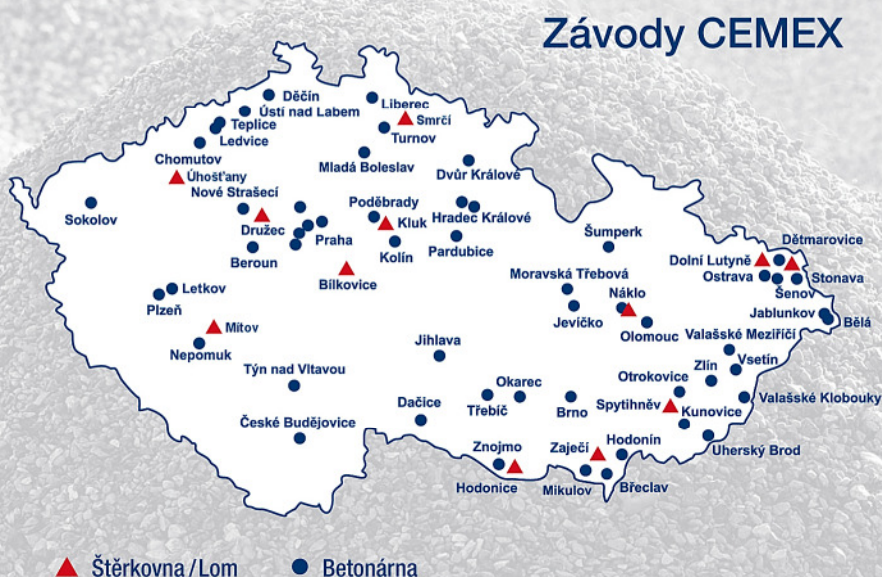 Závody CEMEX
Děčín
Liberec
Ústí nad Labem
Smrčí
Teplice
Turnov
Ledvice
Chomutov
Mladá Boleslav
Dvůr Králové
Úhošťany
Nové Strašecí
Poděbrady
Sokolov
Hradec Králové
Kluk
Družec
Praha
Šumperk
Dětmarovice
Pardubice
Kolín
Beroun
Dolní Lutyně
Moravská Třebová
Ostrava
Stonava
Bílkovice
Letkov
Náklo
Šenov
Plzeň
Jablunkov
Bělá
Jevíčko
Mítov
Olomouc
Valašské Meziříčí
Jihlava
Nepomuk
Vsetín
Zlín
Týn nad Vltavou
Otrokovice
Okarec
Valašské Klobouky
Dačice
Spytihněv
Třebíč
Brno
Kunovice
České Budějovice
Hodonín
Znojmo
Zaječí
Uherský Brod
Hodonice
Mikulov
Břeclav
Štěrkovna / Lom
Betonárna